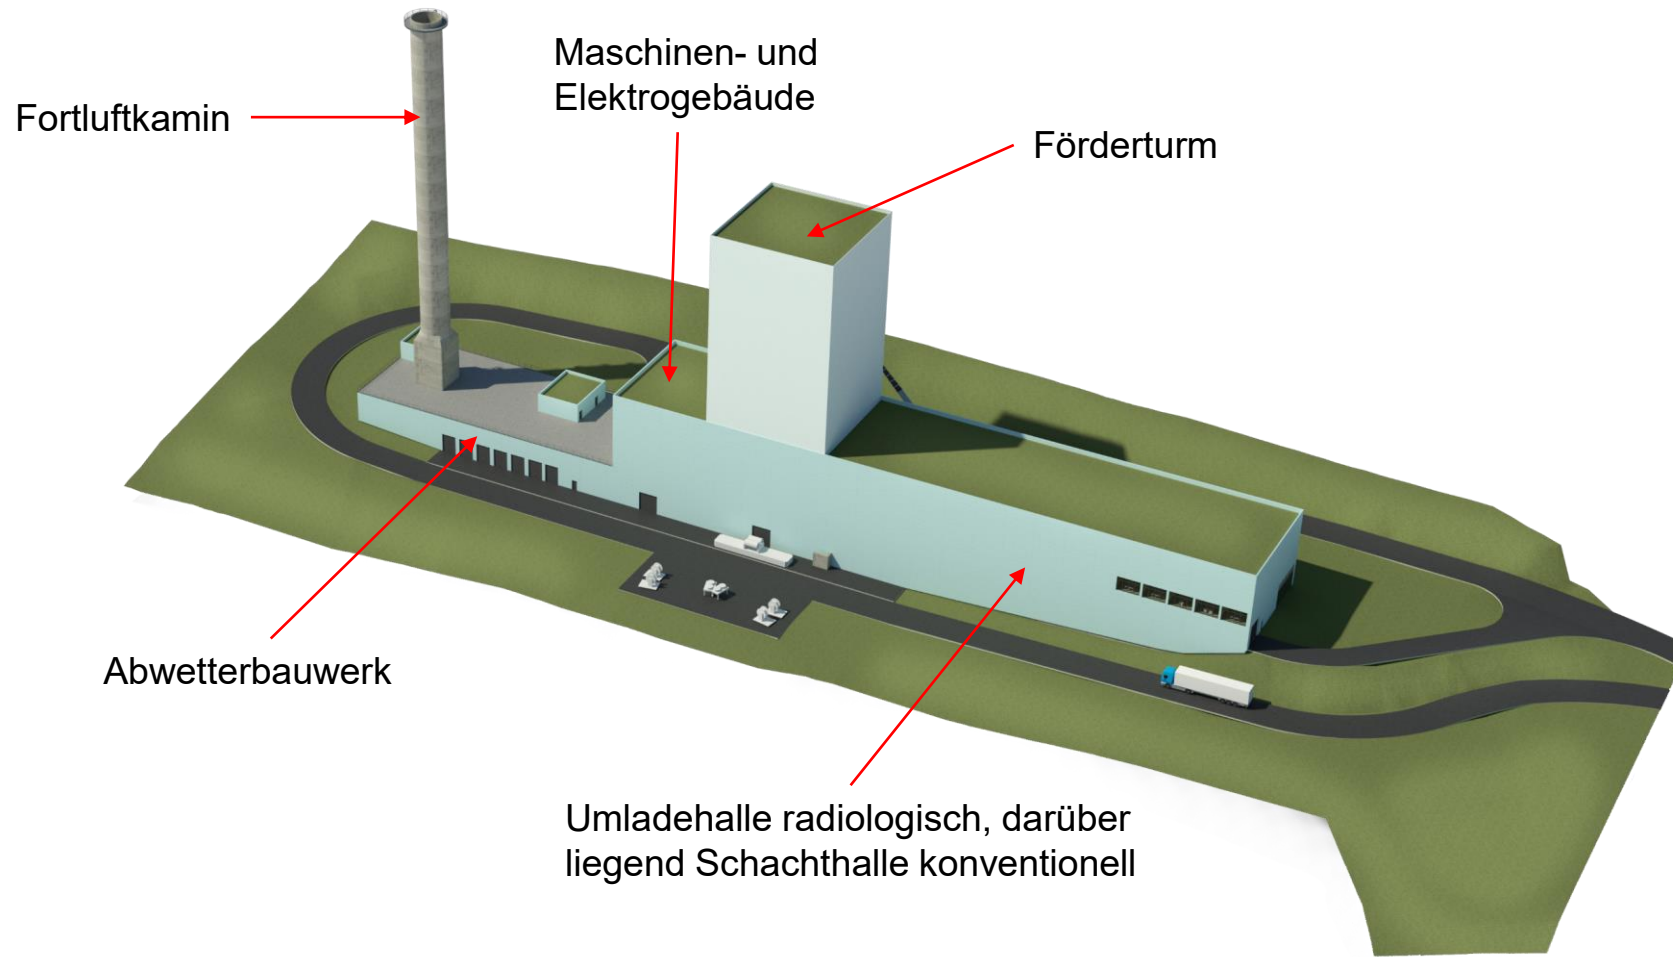 Maschinen- und
Elektrogebäude
Fortluftkamin
Förderturm
Abwetterbauwerk
Umladehalle radiologisch, darüber
liegend Schachthalle konventionell